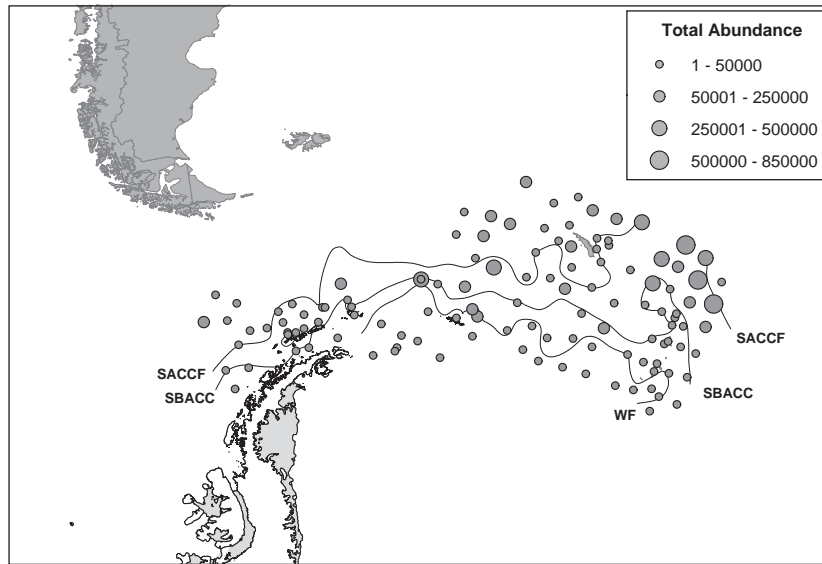 Total Abundance
1 - 50000
50001 - 250000
250001 - 500000
500000 - 850000
SACCF
SACCF
SBACC
SBACC
WF